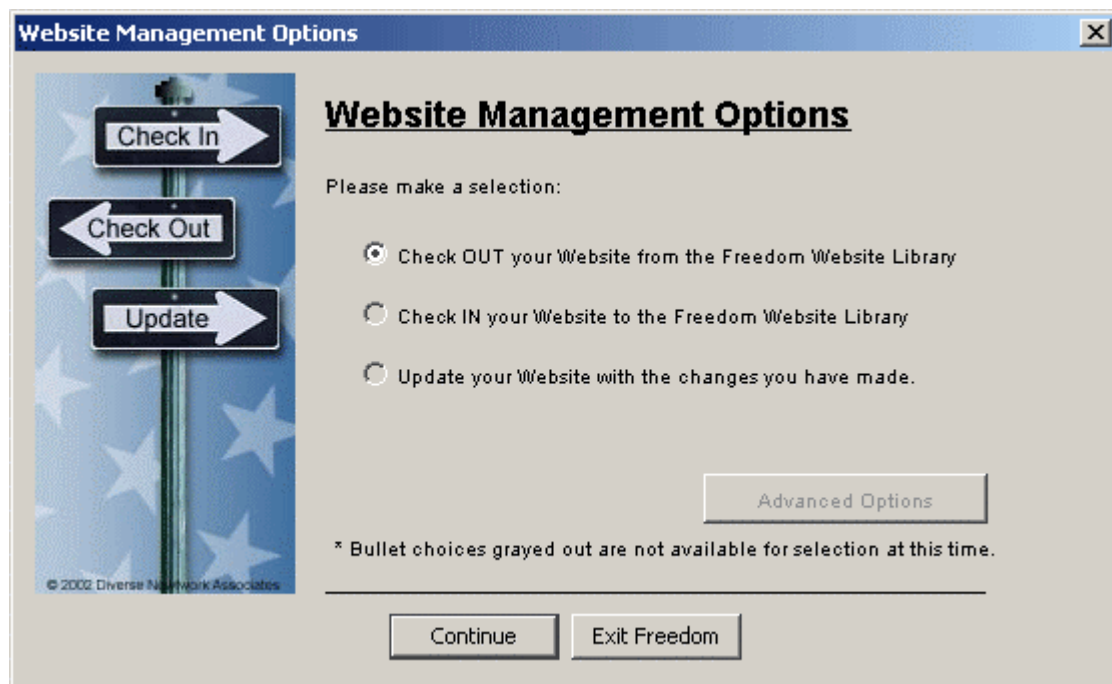 Website Management Options
Check In
Check Out
Update
© 2002 Diverse Newtwork Associates
Website Management Options
Please make a selection:
Check OUT your Website from the Freedom Website Library
Check IN your Website to the Freedom Website Library
Update your Website with the changes you have made.
Advanced Options
* Bullet choices grayed out are not available for selection at this time.
Continue
Exit Freedom